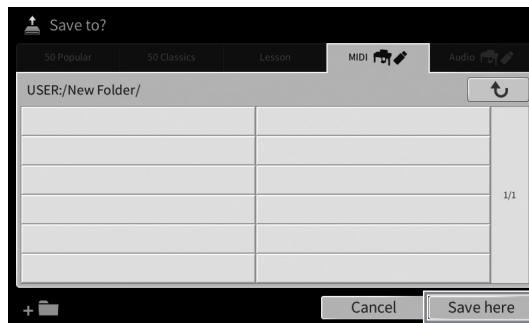 Save to?
50 Popular 50 Classics Lesson MIDI Audio
USER:/New Folder/
1/1
+ Cancel Save here